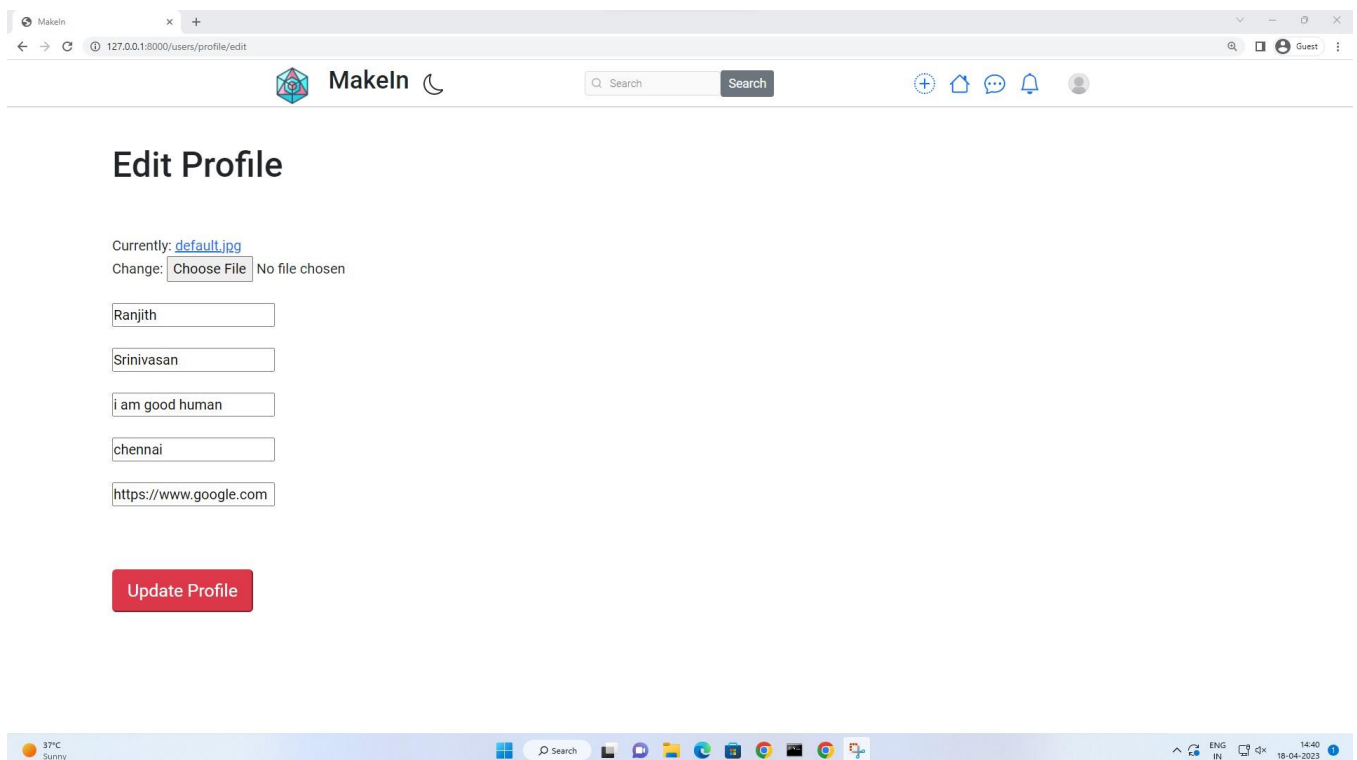 MakeIn
127.0.0.1:8000/users/profile/edit
Guest
MakeIn
Search
Search
Edit Profile
Currently: default.jpg
Change: Choose File No file chosen
Ranjith
Srinivasan
i am good human
chennai
https://www.google.com
Update Profile
37°C
Sunny
Search
ENG
IN
14:40
18-04-2023
1